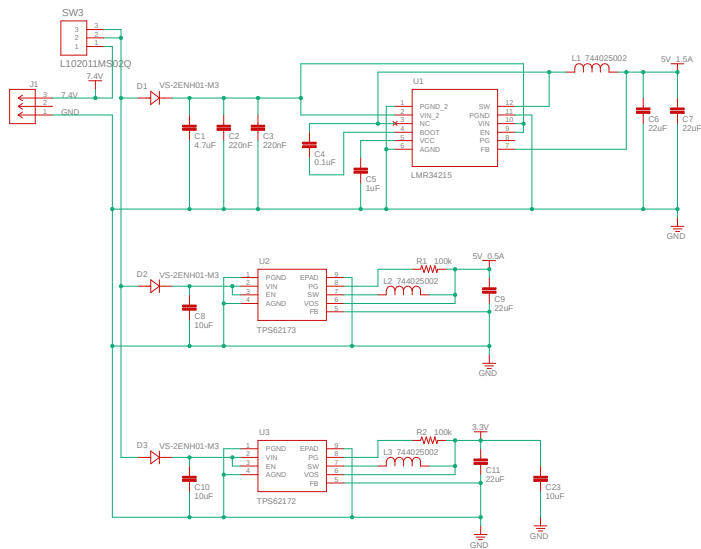 SW3
3 3
2 2
1 1
L102011MS02Q
7.4V
J1
3 7.4V
2
1 GND
D1 VS-2ENH01-M3
C1
4.7uF
C2
220nF
C3
220nF
C4
0.1uF
C5
1uF
U1
1 PGND_2 SW 12
2 VIN_2 PGND 11
3 NC VIN 10
4 BOOT EN 9
5 VCC PG 8
6 AGND FB 7
LMR34215
L1 744025002
5V_1.5A
C6
22uF
C7
22uF
GND
D2 VS-2ENH01-M3
C8
10uF
U2
1 PGND EPAD 9
2 VIN PG 8
3 EN SW 7
4 AGND VOS 6
FB 5
TPS62173
R1 100k
L2 744025002
5V_0.5A
C9
22uF
GND
D3 VS-2ENH01-M3
C10
10uF
U3
1 PGND EPAD 9
2 VIN PG 8
3 EN SW 7
4 AGND VOS 6
FB 5
TPS62172
R2 100k
L3 744025002
3.3V
C11
22uF
C23
10uF
GND
GND